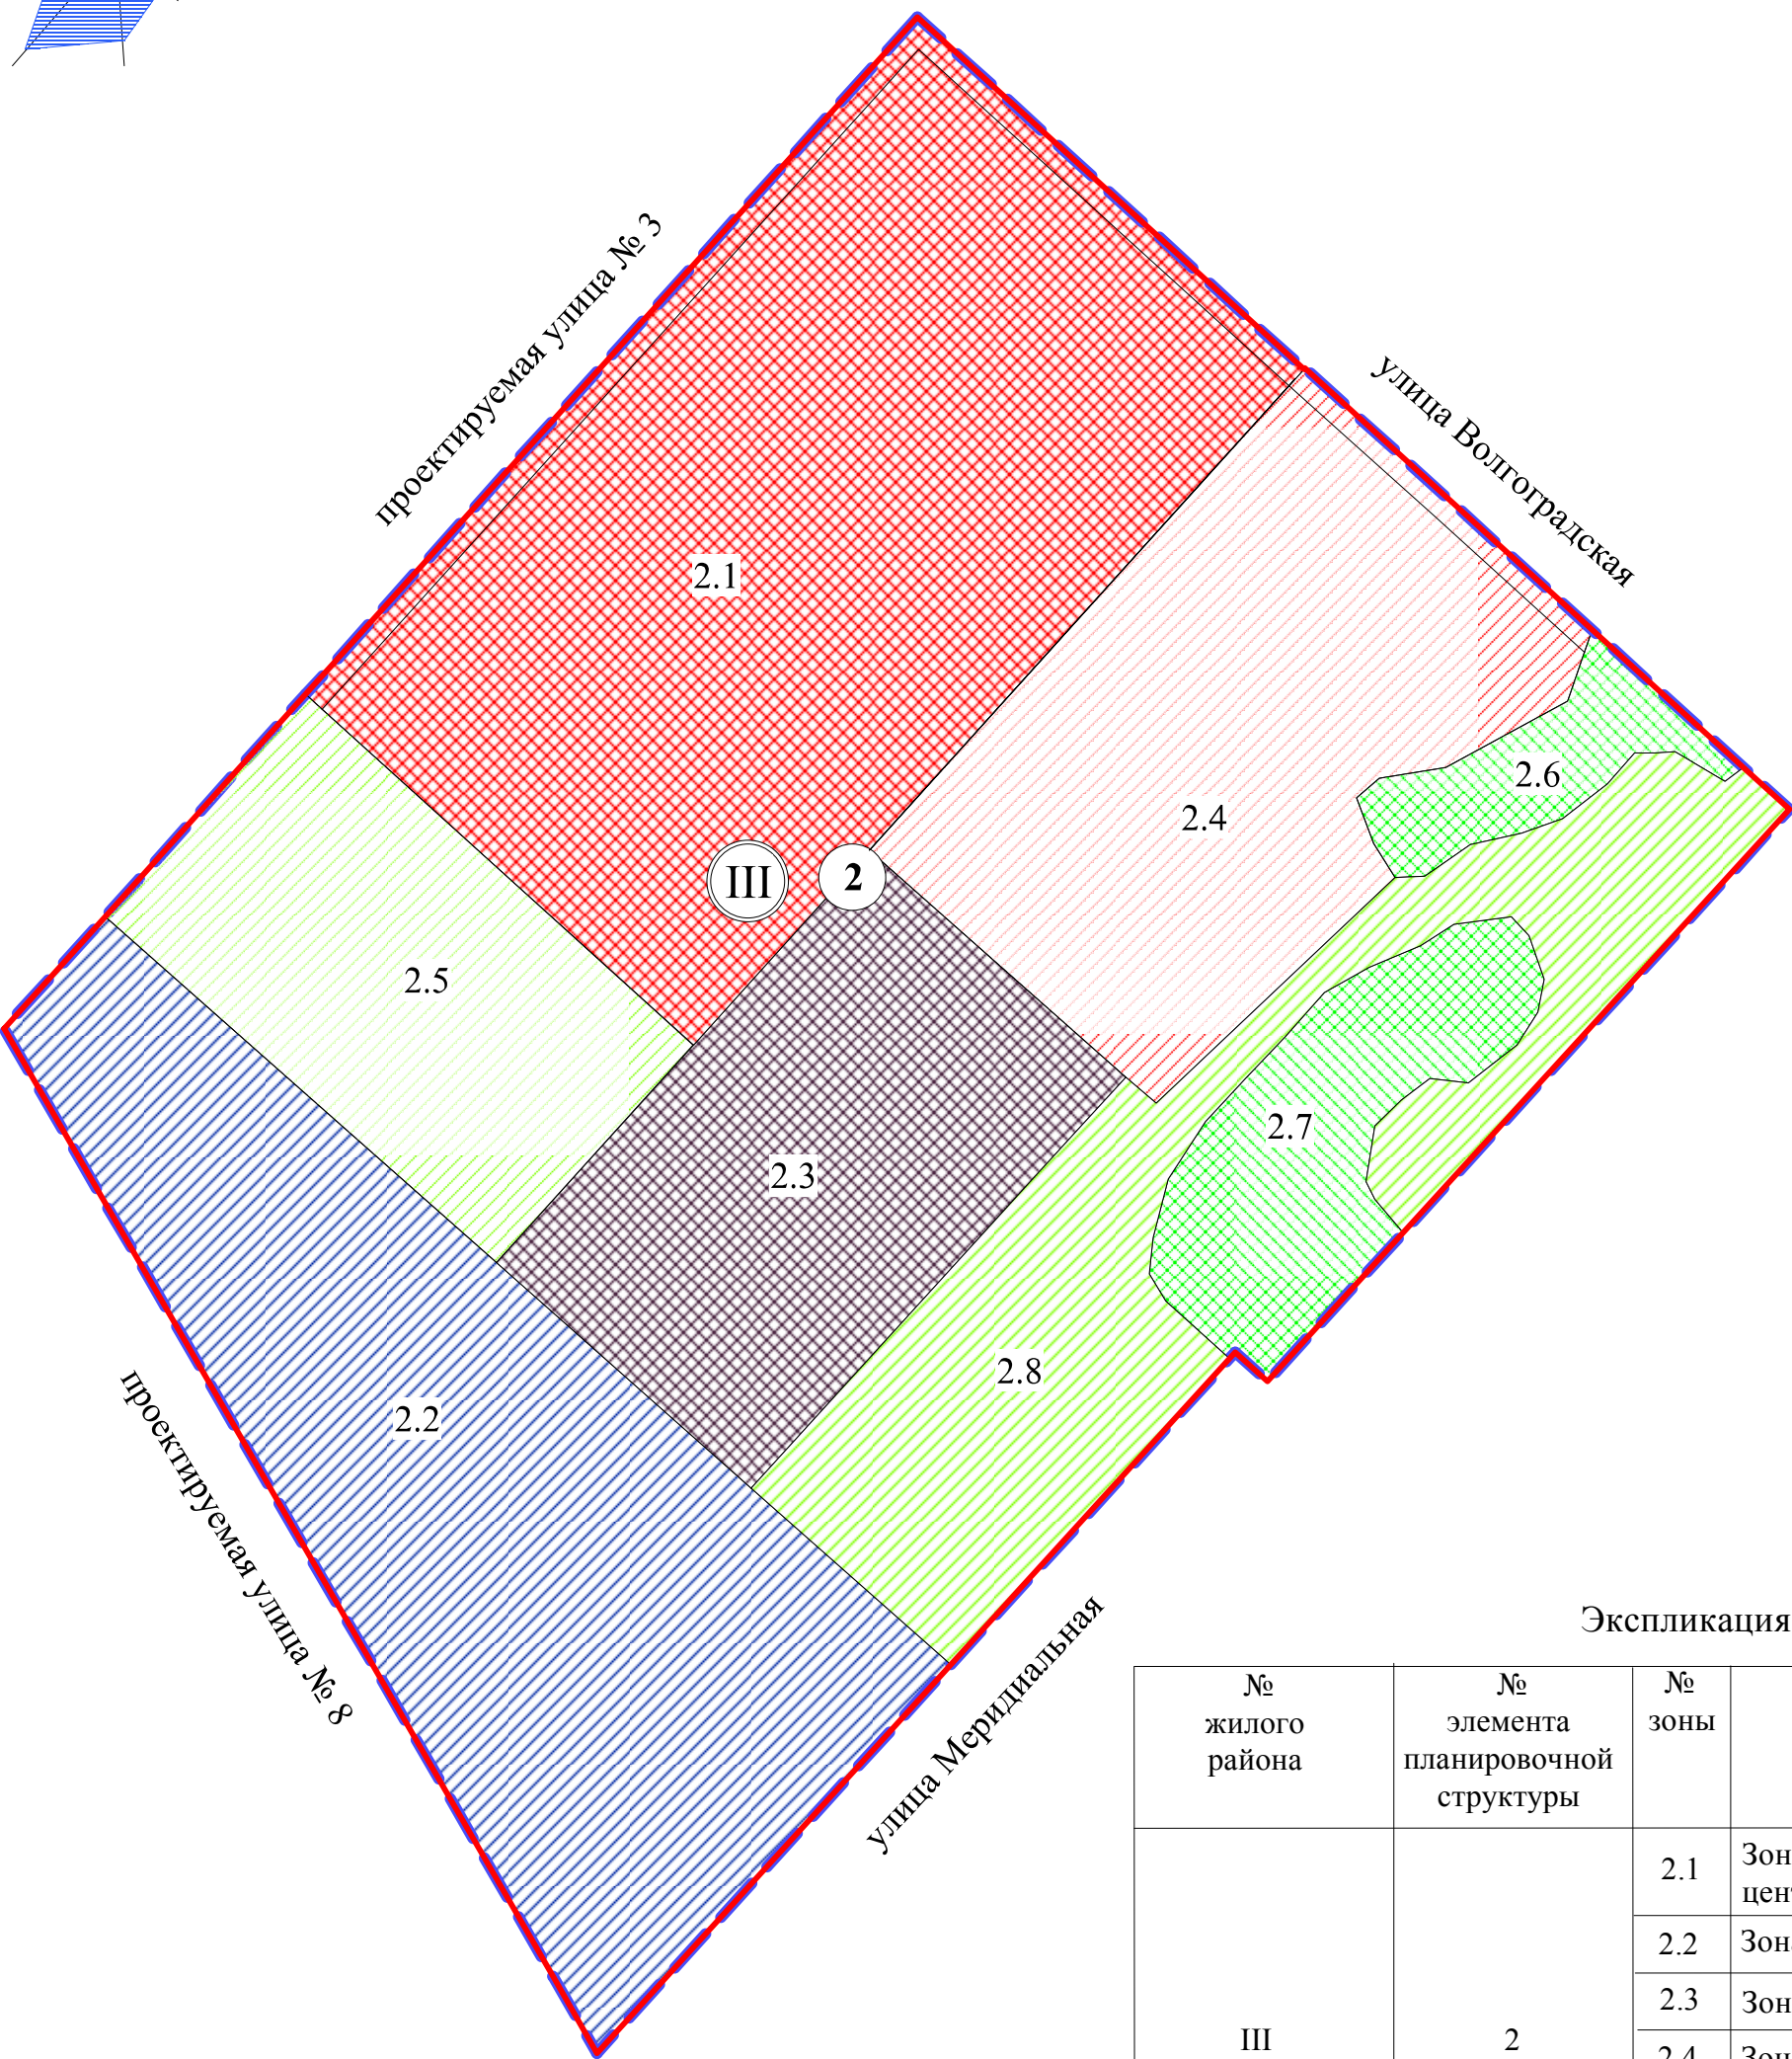 проектируемая улица № 3
улица Волгоградская
2.1
2.6
2.4
III
2
2.5
2.7
2.3
2.8
2.2
проектируемая улица № 8
улица Меридиальная
Экспликация
№ жилого района
№ элемента планировочной структуры
№ зоны
2.1
2.2
2.3
III
2
2.4